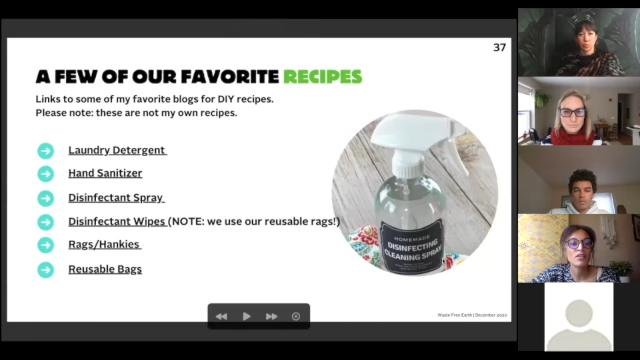 37
A FEW OF OUR FAVORITE RECIPES
Links to some of my favorite blogs for DIY recipes.
Please note: these are not my own recipes.
Laundry Detergent
Hand Sanitizer
Disinfectant Spray
Disinfectant Wipes (NOTE: we use our reusable rags!)
Rags/Hankies
Reusable Bags
HOMEMADE
DISINFECTING
CLEANING SPRAY
Waste Free Earth | December 2020